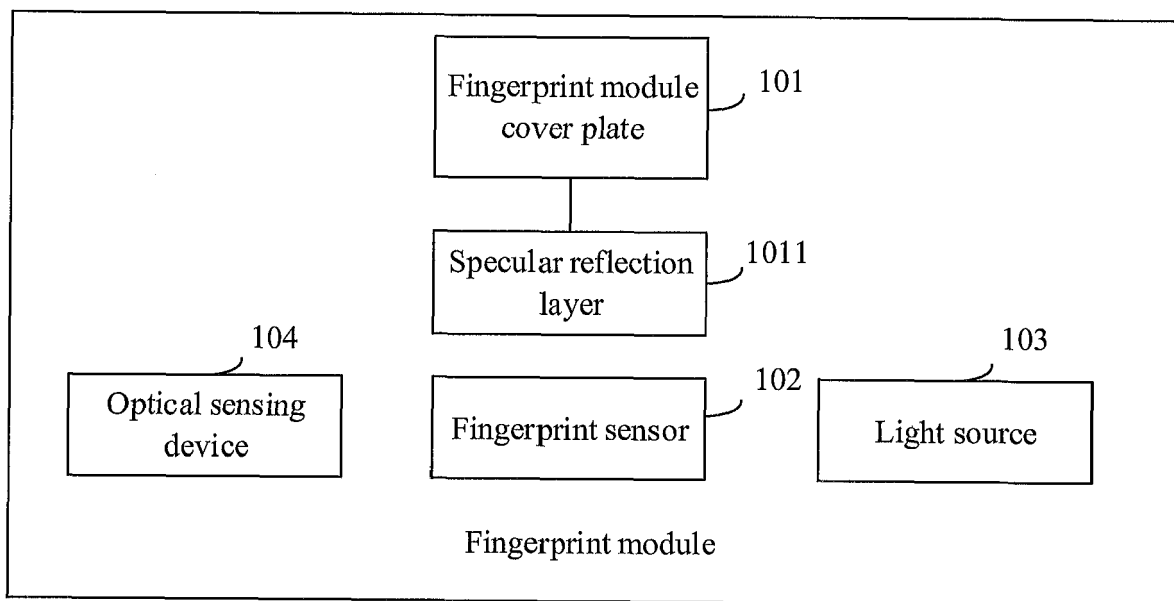 Fingerprint module
cover plate
101
Specular reflection
layer
1011
104
Optical sensing
device
102
Fingerprint sensor
103
Light source
Fingerprint module